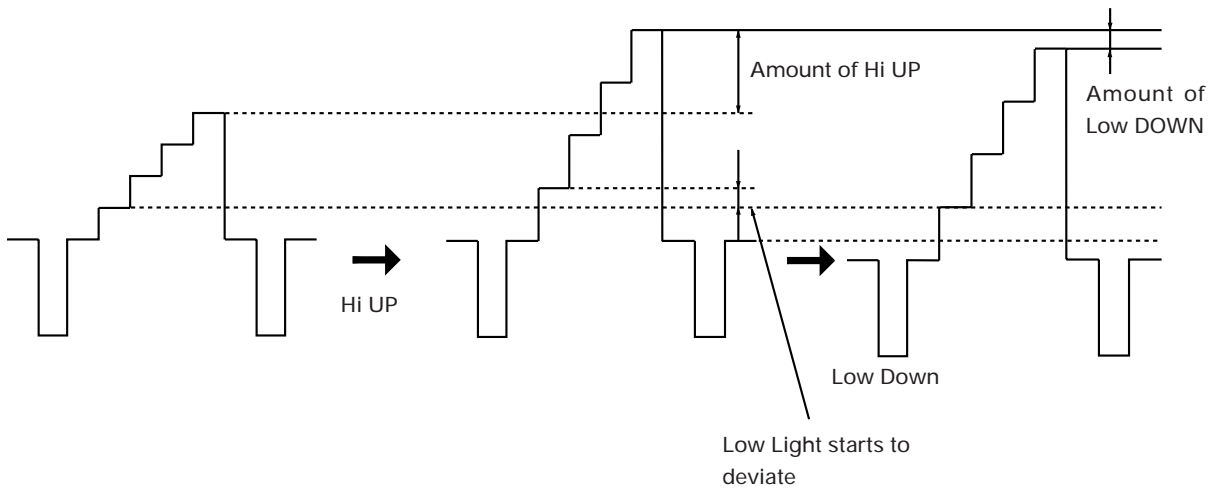 Amount of Hi UP
Amount of
Low DOWN
Hi UP
Low Down
Low Light starts to
deviate